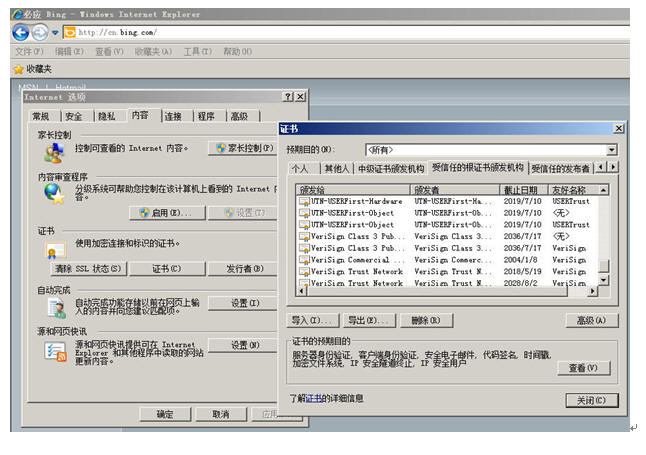 必应 Bing - Windows Internet Explorer
http://cn.bing.com/
文件(F) 编辑(E) 查看(V) 收藏夹(A) 工具(T) 帮助(H)
收藏夹
MSN | Hotmail
Internet 选项
常规 安全 隐私 内容 连接 程序 高级
家长控制
控制可查看的 Internet 内容。
家长控制(P)
内容审查程序
分级系统可帮助您控制在该计算机上看到的 Internet 内
容。
启用(E)... 设置(T)
证书
使用加密连接和标识的证书。
清除 SSL 状态(S) 证书(C) 发行者(B)
自动完成
自动完成功能存储以前在网页上输
入的内容并向您建议匹配项。
设置(I)
源和网页快讯
源和网页快讯提供可在 Internet
Explorer 和其他程序中读取的网站
更新内容。
设置(N)
确定 取消 应用
证书
预期目的(N): <所有>
个人 其他人 中级证书颁发机构 受信任的根证书颁发机构 受信任的发布者
颁发给 颁发者 截止日期 友好名称
UTN-USERFirst-Hardware UTN-USERFirst-Ha... 2019/7/10 USERTrust
UTN-USERFirst-Object UTN-USERFirst-Ob... 2019/7/10 <无>
UTN-USERFirst-Object UTN-USERFirst-Ob... 2019/7/10 USERTrust
VeriSign Class 3 Pub... VeriSign Class 3... 2036/7/17 <无>
VeriSign Class 3 Pub... VeriSign Class 3... 2036/7/17 VeriSign
VeriSign Commercial ... VeriSign Commerc... 2004/1/8 VeriSign
VeriSign Trust Network VeriSign Trust N... 2018/5/19 VeriSign
VeriSign Trust Network VeriSign Trust N... 2028/8/2 VeriSign
导入(I)... 导出(E)... 删除(R) 高级(A)
证书的预期目的
服务器身份验证, 客户端身份验证, 安全电子邮件, 代码签名, 时间戳,
加密文件系统, IP 安全隧道终止, IP 安全用户
查看(V)
了解证书的详细信息
关闭(C)